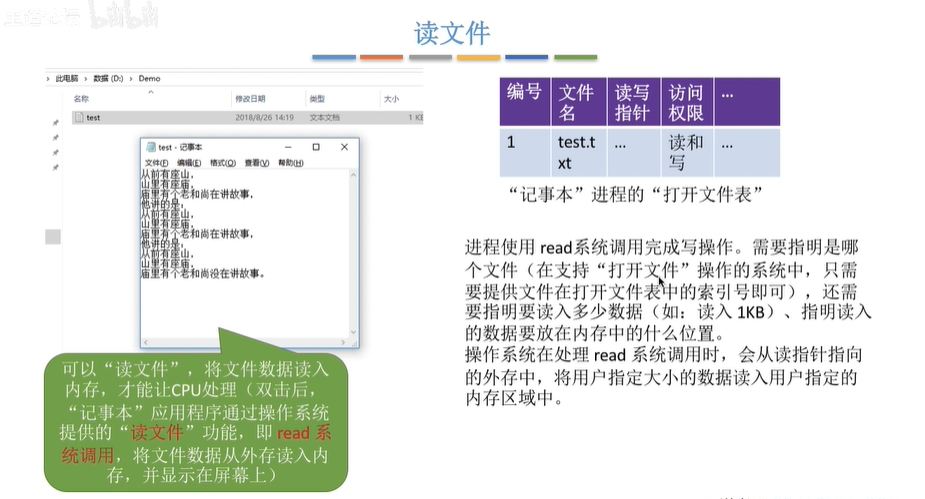 bilibili
读文件
> 此电脑 > 数据 (D:) > Demo
名称 修改日期 类型 大小
test 2018/8/26 14:19 文本文档 1 KB
test - 记事本
文件(F) 编辑(E) 格式(O) 查看(V) 帮助(H)
从前有座山,
山里有座庙,
庙里有个老和尚在讲故事,
他讲的是,
从前有座山,
山里有座庙,
庙里有个老和尚在讲故事,
他讲的是,
从前有座山,
山里有座庙,
庙里有个老和尚没在讲故事。
可以“读文件”,将文件数据读入
内存,才能让CPU处理(双击后,
“记事本”应用程序通过操作系统
提供的“读文件”功能,即 read 系
统调用,将文件数据从外存读入内
存,并显示在屏幕上)
编号 文件名 读写指针 访问权限 ...
1 test.txt ... 读和写 ...
“记事本”进程的“打开文件表”
进程使用 read系统调用完成写操作。需要指明是哪
个文件(在支持“打开文件”操作的系统中,只需
要提供文件在打开文件表中的索引号即可),还需
要指明要读入多少数据(如:读入 1KB)、指明读入
的数据要放在内存中的什么位置。
操作系统在处理 read 系统调用时,会从读指针指向
的外存中,将用户指定大小的数据读入用户指定的
内存区域中。